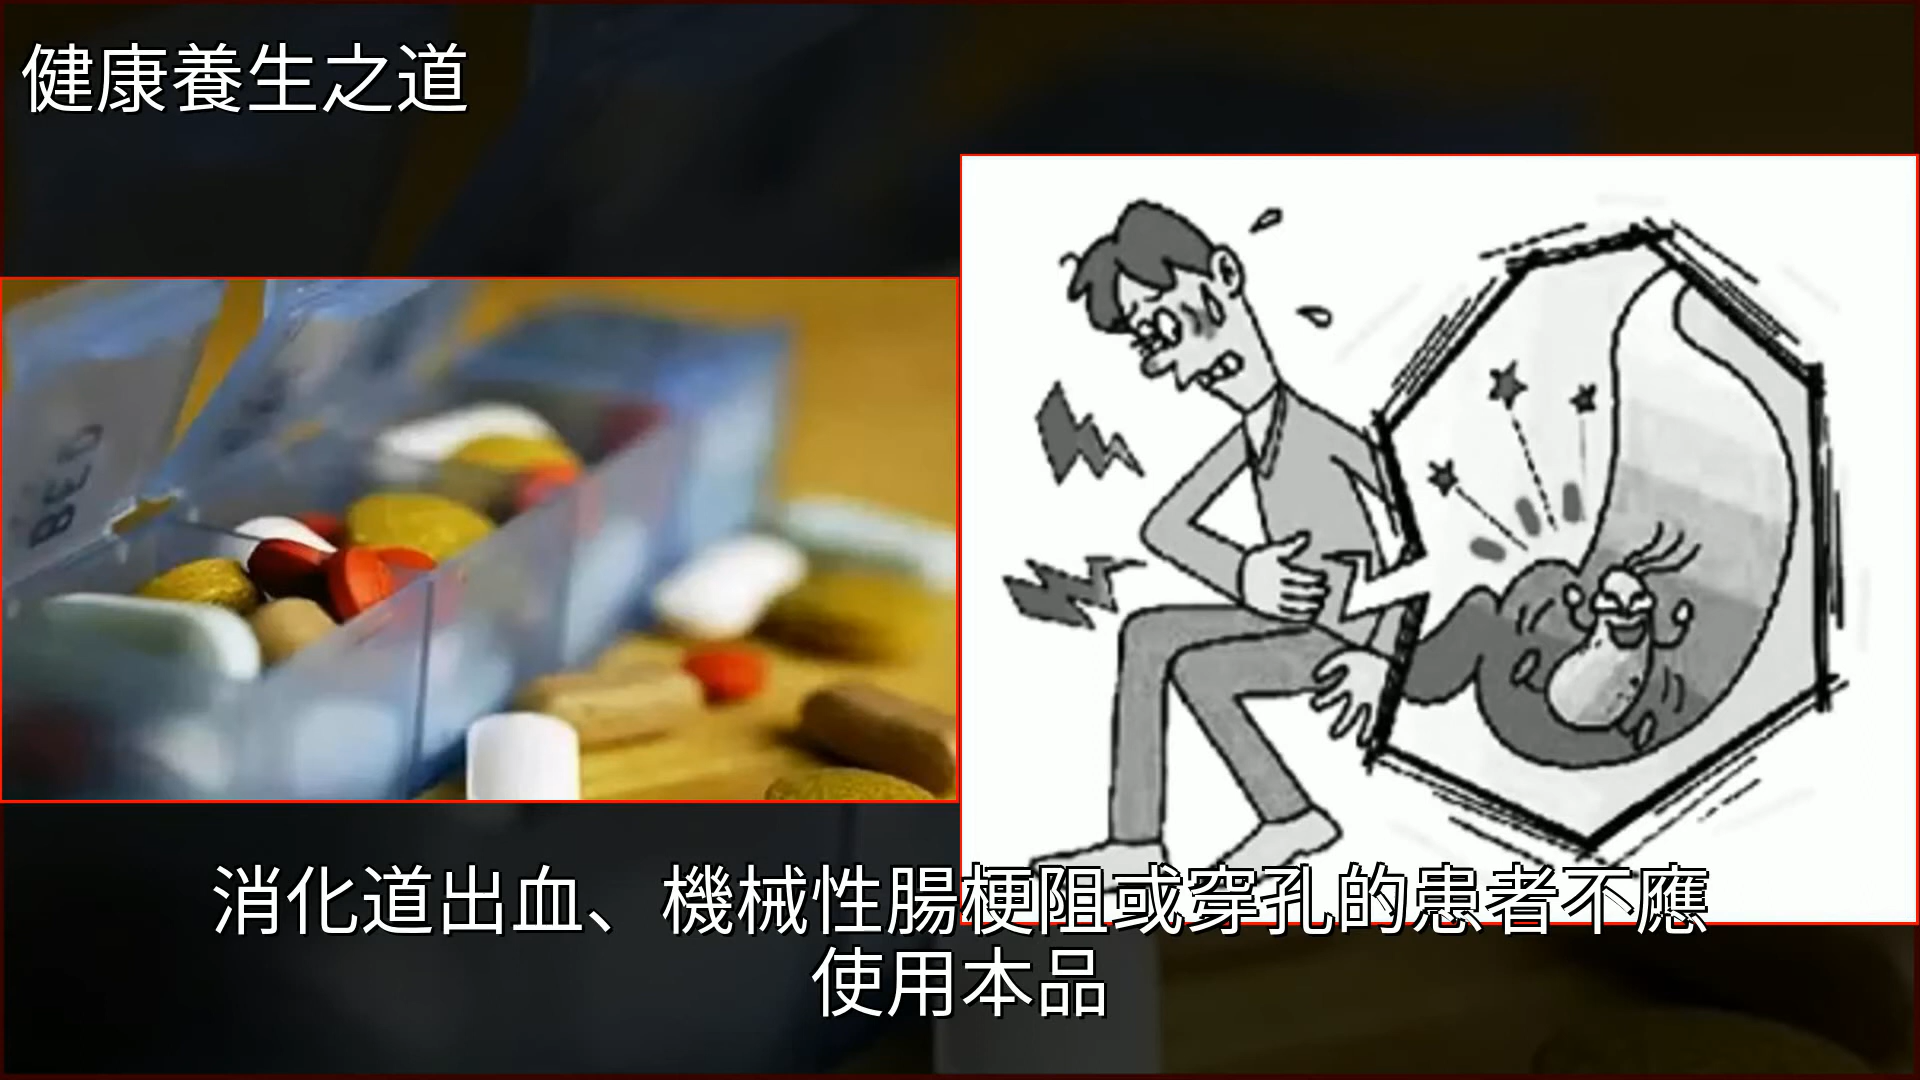 健康養生之道
消化道出血、機械性腸梗阻或穿孔的患者不應
使用本品